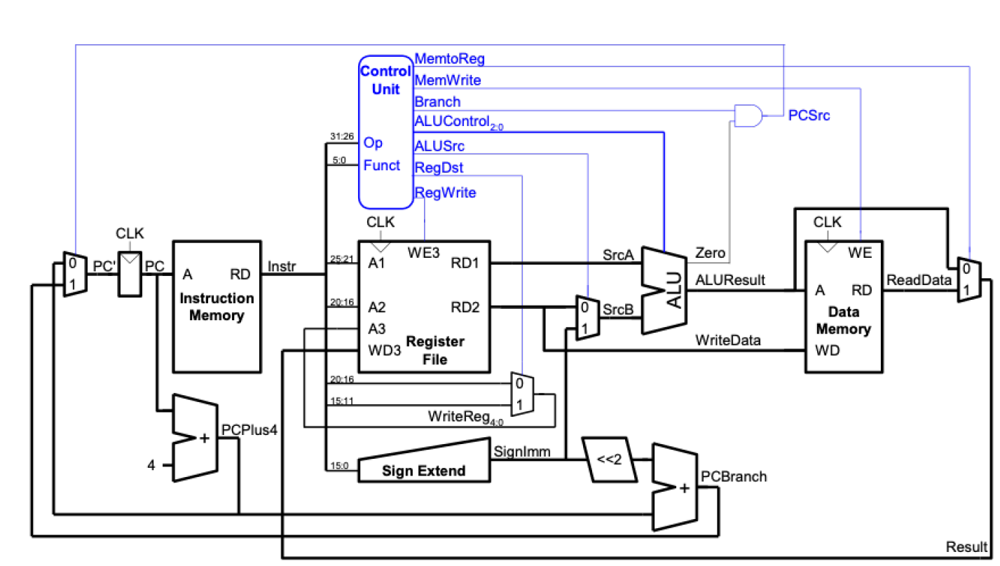 MemtoReg
Control
Unit
MemWrite
Branch
PCSrc
ALUControl2:0
31:26
Op
ALUSrc
5:0
Funct
RegDst
RegWrite
CLK
CLK
CLK
0
1
PC'
PC
A
RD
Instruction
Memory
Instr
25:21
A1
WE3
RD1
SrcA
20:16
A2
RD2
0
1
SrcB
A3
WD3
Register
File
ALU
Zero
ALUResult
WriteData
WE
A
RD
Data
Memory
WD
ReadData
0
1
20:16
0
15:11
1
WriteReg4:0
4
+
PCPlus4
15:0
Sign Extend
SignImm
<<2
+
PCBranch
Result